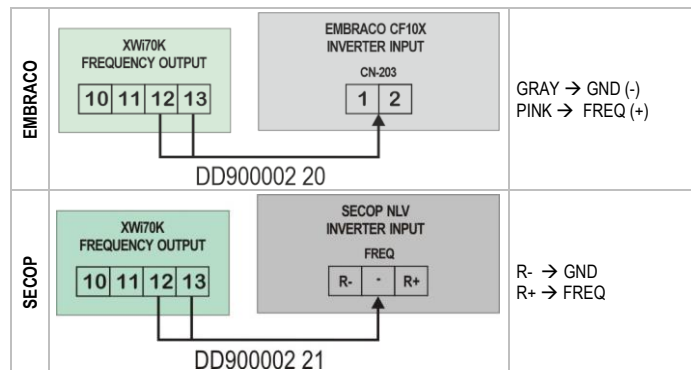 EMBRACO
XWi70K
FREQUENCY OUTPUT
10 11 12 13
EMBRACO CF10X
INVERTER INPUT
CN-203
1 2
DD900002 20
GRAY → GND (-)
PINK → FREQ (+)
SECOP
XWi70K
FREQUENCY OUTPUT
10 11 12 13
SECOP NLV
INVERTER INPUT
FREQ
R- - R+
DD900002 21
R- → GND
R+ → FREQ